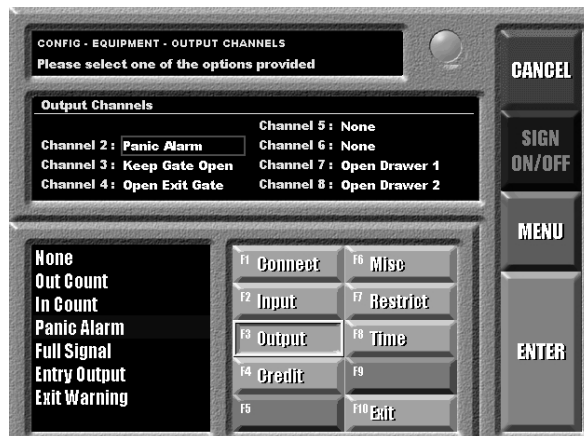 CONFIG - EQUIPMENT - OUTPUT CHANNELS
Please select one of the options provided
CANCEL
Output Channels
Channel 5 : None
Channel 2 : Panic Alarm
Channel 6 : None
Channel 3 : Keep Gate Open
Channel 7 : Open Drawer 1
Channel 4 : Open Exit Gate
Channel 8 : Open Drawer 2
SIGN
ON/OFF
MENU
None
Out Count
In Count
Panic Alarm
Full Signal
Entry Output
Exit Warning
F1 Connect
F6 Misc
F2 Input
F7 Restrict
F3 Output
F8 Time
F4 Credit
F9
F5
F10 Exit
ENTER